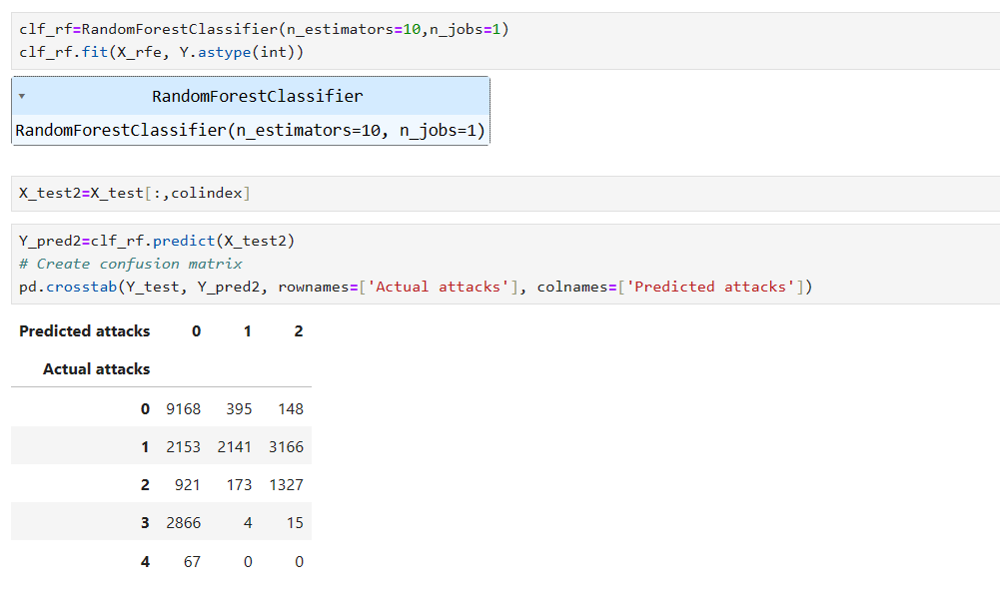 clf_rf=RandomForestClassifier(n_estimators=10,n_jobs=1)
clf_rf.fit(X_rfe, Y.astype(int))
RandomForestClassifier
RandomForestClassifier(n_estimators=10, n_jobs=1)
X_test2=X_test[:,colindex]
Y_pred2=clf_rf.predict(X_test2)
# Create confusion matrix
pd.crosstab(Y_test, Y_pred2, rownames=['Actual attacks'], colnames=['Predicted attacks'])
Predicted attacks 0 1 2
Actual attacks
0 9168 395 148
1 2153 2141 3166
2 921 173 1327
3 2866 4 15
4 67 0 0